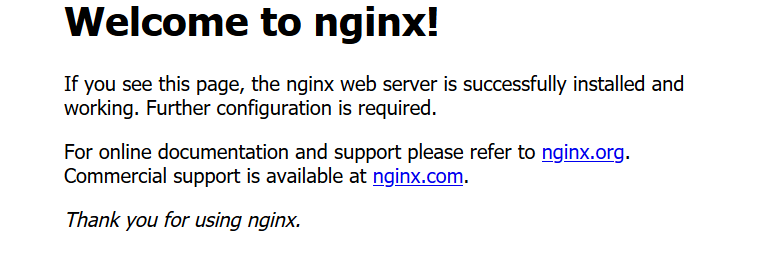 Welcome to nginx!
If you see this page, the nginx web server is successfully installed and
working. Further configuration is required.
For online documentation and support please refer to nginx.org.
Commercial support is available at nginx.com.
Thank you for using nginx.